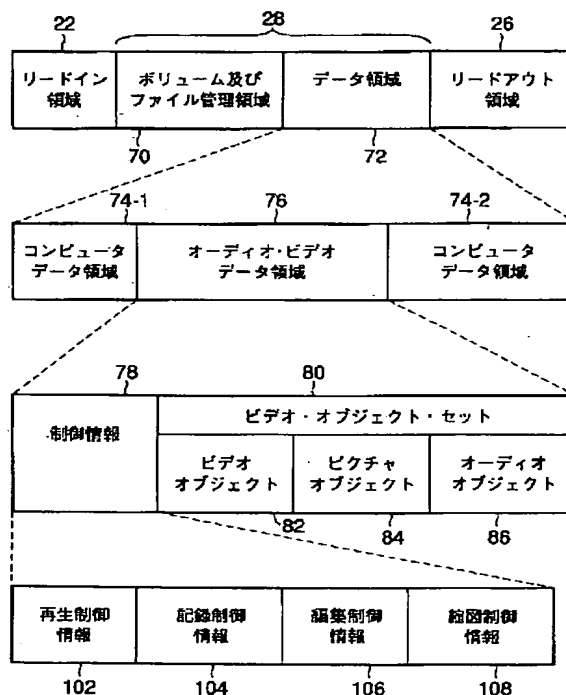 22
28
26
リードイン
領域
ボリューム及び
ファイル管理領域
データ領域
リードアウト
領域
70
72
74-1
76
74-2
コンピュータ
データ領域
オーディオ・ビデオ
データ領域
コンピュータ
データ領域
78
80
制御情報
ビデオ・オブジェクト・セット
ビデオ
オブジェクト
ピクチャ
オブジェクト
オーディオ
オブジェクト
82
84
86
再生制御
情報
記録制御
情報
編集制御
情報
縮図制御
情報
102
104
106
108